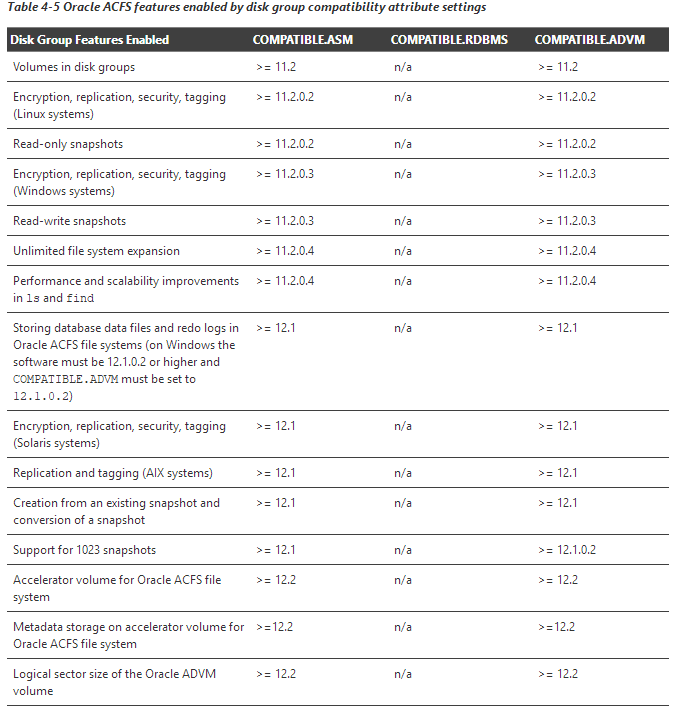 Table 4-5 Oracle ACFS features enabled by disk group compatibility attribute settings
Disk Group Features Enabled COMPATIBLE.ASM COMPATIBLE.RDBMS COMPATIBLE.ADVM
Volumes in disk groups >= 11.2 n/a >= 11.2
Encryption, replication, security, tagging >= 11.2.0.2 n/a >= 11.2.0.2
(Linux systems)
Read-only snapshots >= 11.2.0.2 n/a >= 11.2.0.2
Encryption, replication, security, tagging >= 11.2.0.3 n/a >= 11.2.0.3
(Windows systems)
Read-write snapshots >= 11.2.0.3 n/a >= 11.2.0.3
Unlimited file system expansion >= 11.2.0.4 n/a >= 11.2.0.4
Performance and scalability improvements >= 11.2.0.4 n/a >= 11.2.0.4
in ls and find
Storing database data files and redo logs in >= 12.1 n/a >= 12.1
Oracle ACFS file systems (on Windows the
software must be 12.1.0.2 or higher and
COMPATIBLE.ADVM must be set to
12.1.0.2)
Encryption, replication, security, tagging >= 12.1 n/a >= 12.1
(Solaris systems)
Replication and tagging (AIX systems) >= 12.1 n/a >= 12.1
Creation from an existing snapshot and >= 12.1 n/a >= 12.1
conversion of a snapshot
Support for 1023 snapshots >= 12.1 n/a >= 12.1.0.2
Accelerator volume for Oracle ACFS file >= 12.2 n/a >= 12.2
system
Metadata storage on accelerator volume for >=12.2 n/a >=12.2
Oracle ACFS file system
Logical sector size of the Oracle ADVM >= 12.2 n/a >= 12.2
volume